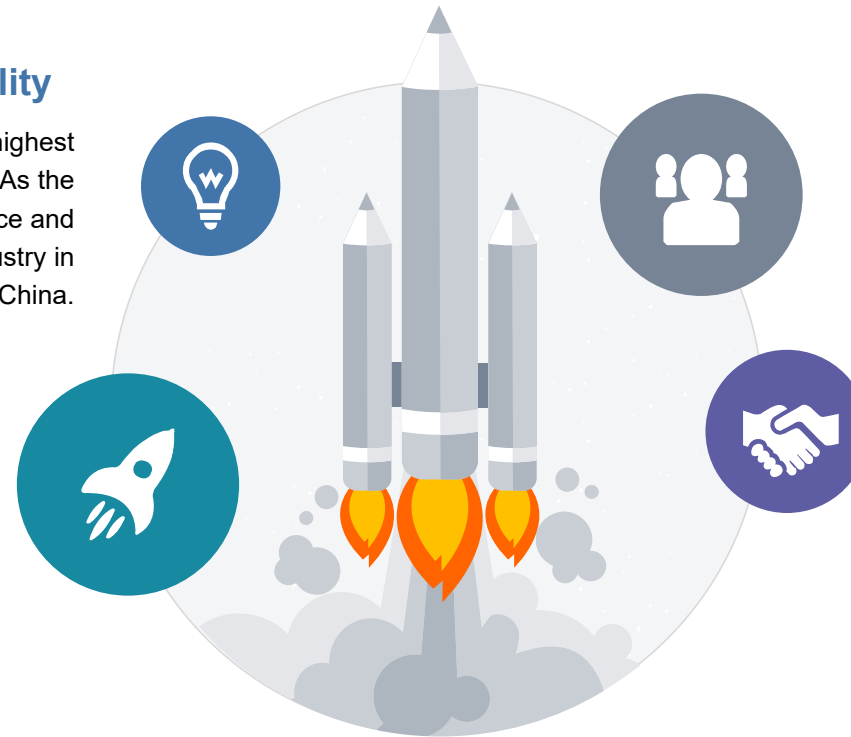 lity
highest
As the
ce and
ustry in
China.